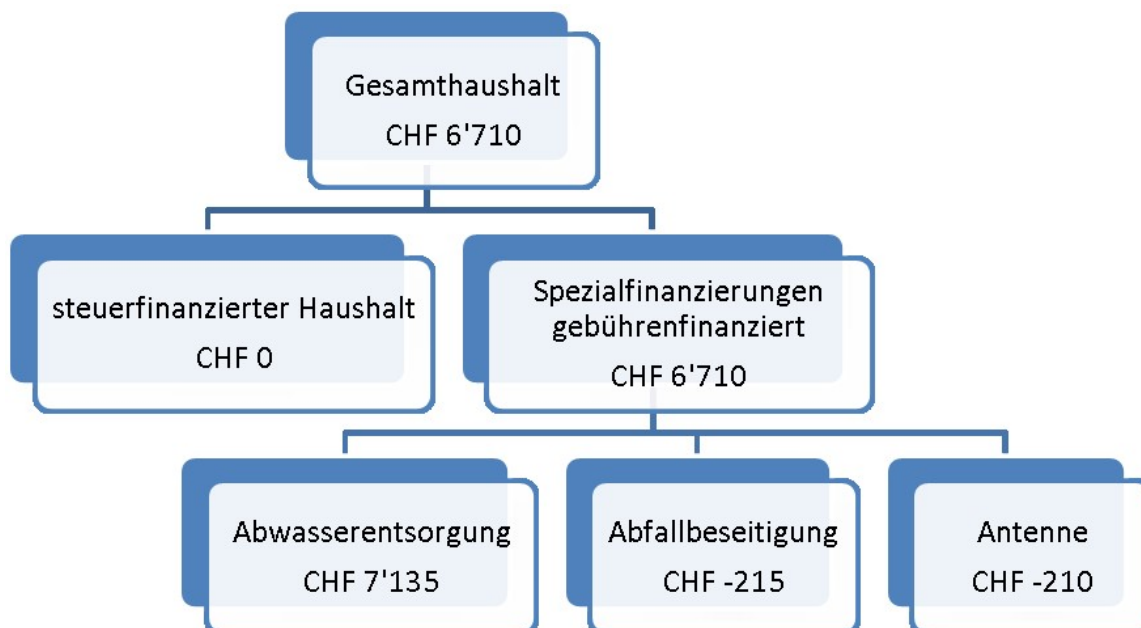 Gesamthaushalt
CHF 6'710
steuerfinanzierter Haushalt
CHF 0
Spezialfinanzierungen
gebührenfinanziert
CHF 6'710
Abwasserentsorgung
CHF 7'135
Abfallbeseitigung
CHF -215
Antenne
CHF -210